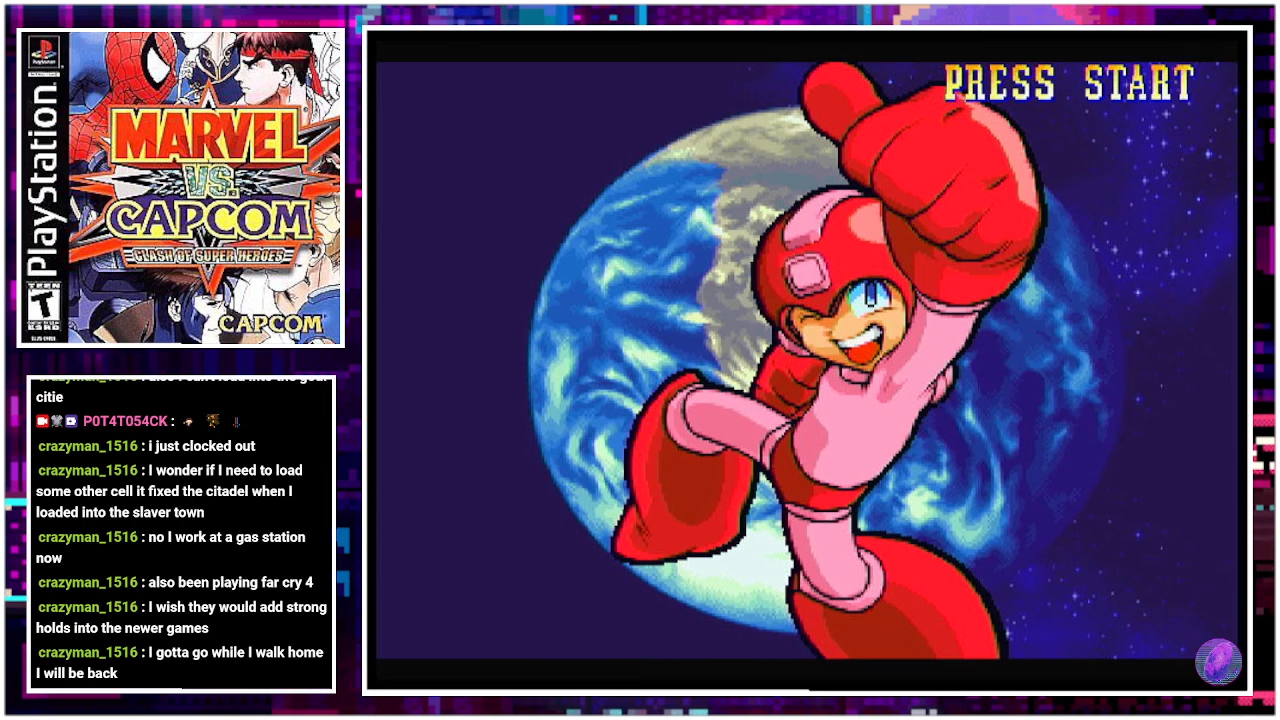 PlayStation
MARVEL
VS.
CAPCOM
CLASH OF SUPER HEROES
TEEN
T
CAPCOM
PRESS START
citie
P0T4T054CK :
crazyman_1516 : i just clocked out
crazyman_1516 : I wonder if I need to load
some other cell it fixed the citadel when I
loaded into the slaver town
crazyman_1516 : no I work at a gas station
now
crazyman_1516 : also been playing far cry 4
crazyman_1516 : I wish they would add strong
holds into the newer games
crazyman_1516 : I gotta go while I walk home
I will be back